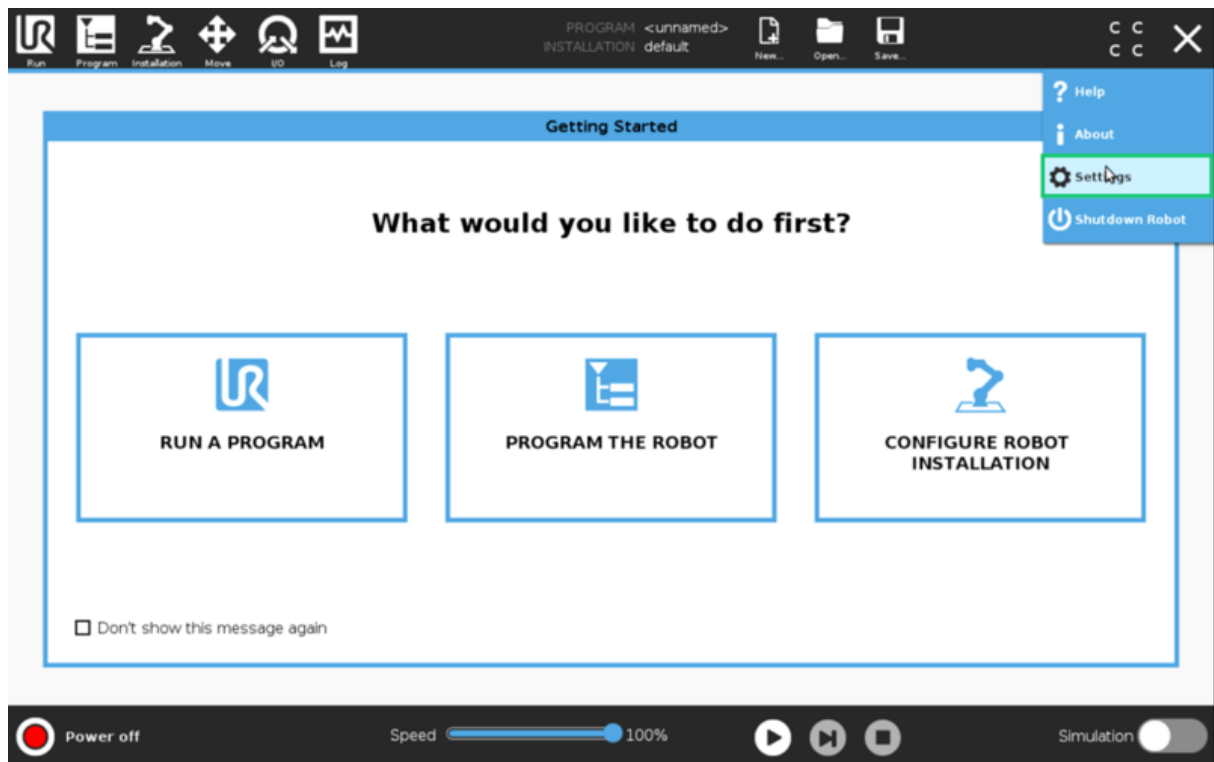 PROGRAM <unnamed>
INSTALLATION default
C C
C C
Run
Program
Installation
Move
I/O
Log
New...
Open...
Save...
Help
About
Settings
Shutdown Robot
Getting Started
What would you like to do first?
RUN A PROGRAM
PROGRAM THE ROBOT
CONFIGURE ROBOT
INSTALLATION
Don't show this message again
Power off
Speed
100%
Simulation